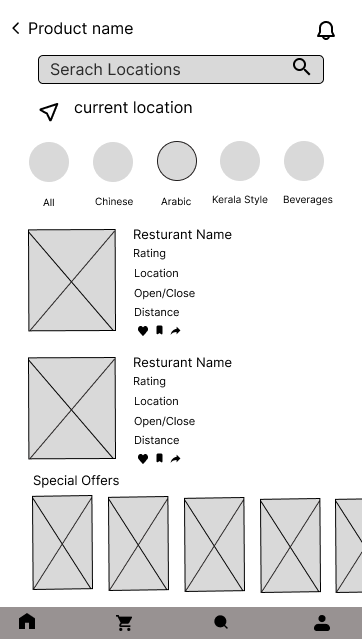 Product name
Serach Locations
current location
All
Chinese
Arabic
Kerala Style
Beverages
Resturant Name
Rating
Location
Open/Close
Distance
Resturant Name
Rating
Location
Open/Close
Distance
Special Offers